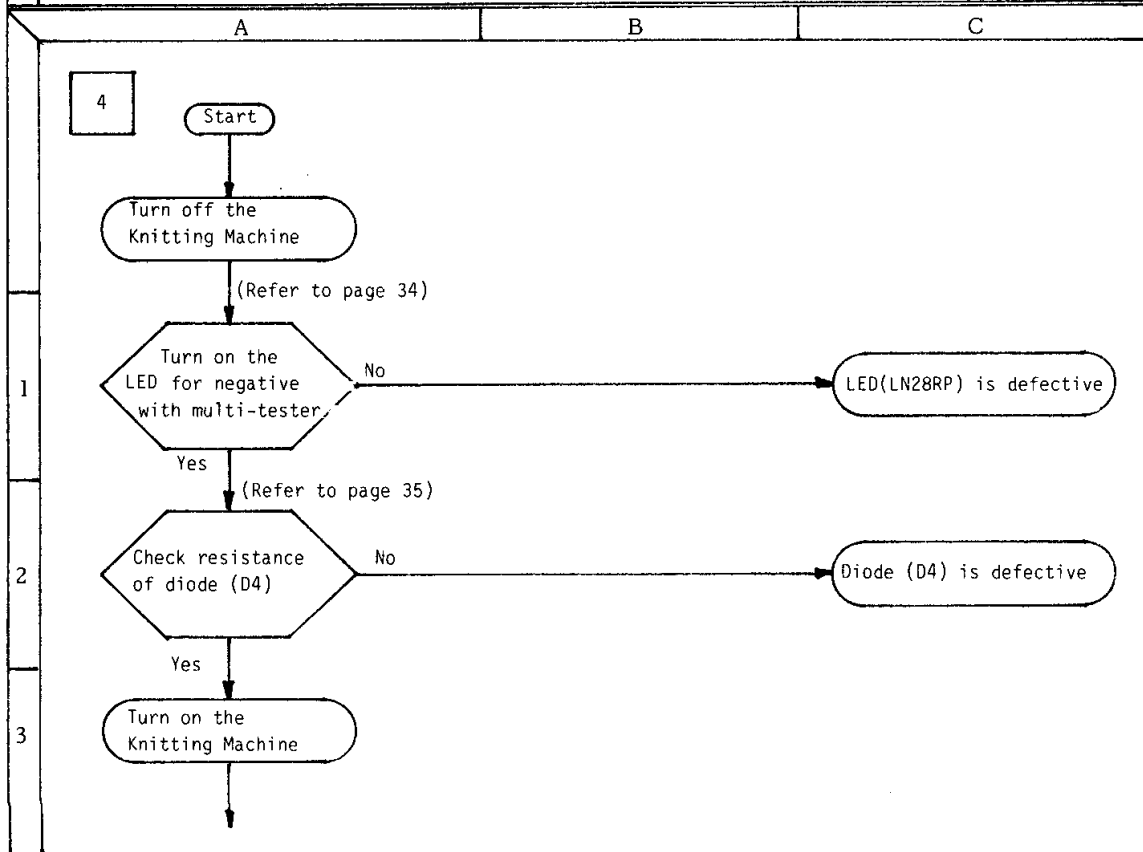 A B C
4
Start
Turn off the
Knitting Machine
(Refer to page 34)
1
Turn on the
LED for negative
with multi-tester
No
LED(LN28RP) is defective
Yes
(Refer to page 35)
2
Check resistance
of diode (D4)
No
Diode (D4) is defective
Yes
3
Turn on the
Knitting Machine